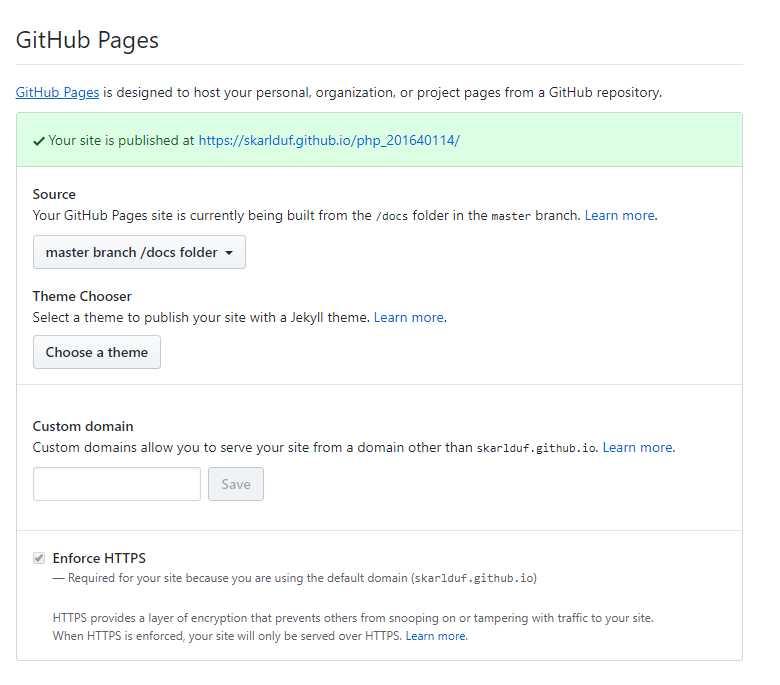 GitHub Pages
GitHub Pages is designed to host your personal, organization, or project pages from a GitHub repository.
Your site is published at https://skarlduf.github.io/php_201640114/
Source
Your GitHub Pages site is currently being built from the /docs folder in the master branch. Learn more.
master branch /docs folder
Theme Chooser
Select a theme to publish your site with a Jekyll theme. Learn more.
Choose a theme
Custom domain
Custom domains allow you to serve your site from a domain other than skarlduf.github.io. Learn more.
Save
Enforce HTTPS
— Required for your site because you are using the default domain (skarlduf.github.io)
HTTPS provides a layer of encryption that prevents others from snooping on or tampering with traffic to your site.
When HTTPS is enforced, your site will only be served over HTTPS. Learn more.